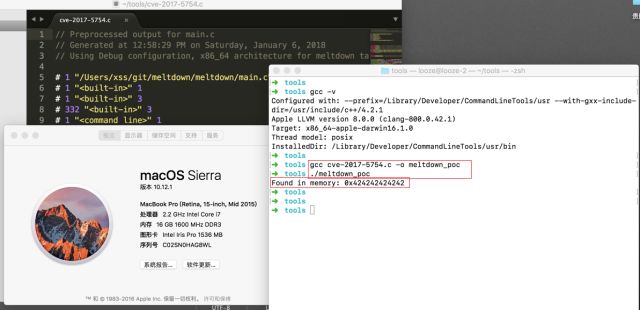 ~/tools/cve-2017-5754.c
cve-2017-5754.c
// Preprocessed output for main.c
// Generated at 12:58:29 PM on Saturday, January 6, 2018
// Using Debug configuration, x86_64 architecture for meltdown ta
# 1 "/Users/xss/git/meltdown/meltdown/main.c
# 1 "<built-in>" 1
# 1 "<built-in>" 3
# 332 "<built-in>" 3
# 1 "<command line>" 1
1
2
3
4
5
6
7
8
9
概览 显示器 储存空间 支持 服务
macOS Sierra
版本 10.12.1
MacBook Pro (Retina, 15-inch, Mid 2015)
处理器 2.2 GHz Intel Core i7
内存 16 GB 1600 MHz DDR3
图形卡 Intel Iris Pro 1536 MB
序列号 C02SN0HAG8WL
系统报告... 软件更新...
™ 和 © 1983-2016 Apple Inc. 保留一切权利。 许可和保修
UTF-8
tools — looze@looze-2 — ~/tools — -zsh
➜ tools
➜ tools gcc -v
Configured with: --prefix=/Library/Developer/CommandLineTools/usr --with-gxx-include-
dir=/usr/include/c++/4.2.1
Apple LLVM version 8.0.0 (clang-800.0.42.1)
Target: x86_64-apple-darwin16.1.0
Thread model: posix
InstalledDir: /Library/Developer/CommandLineTools/usr/bin
➜ tools
➜ tools gcc cve-2017-5754.c -o meltdown_poc
➜ tools ./meltdown_poc
Found in memory: 0x424242424242
➜ tools
➜ tools
➜ tools